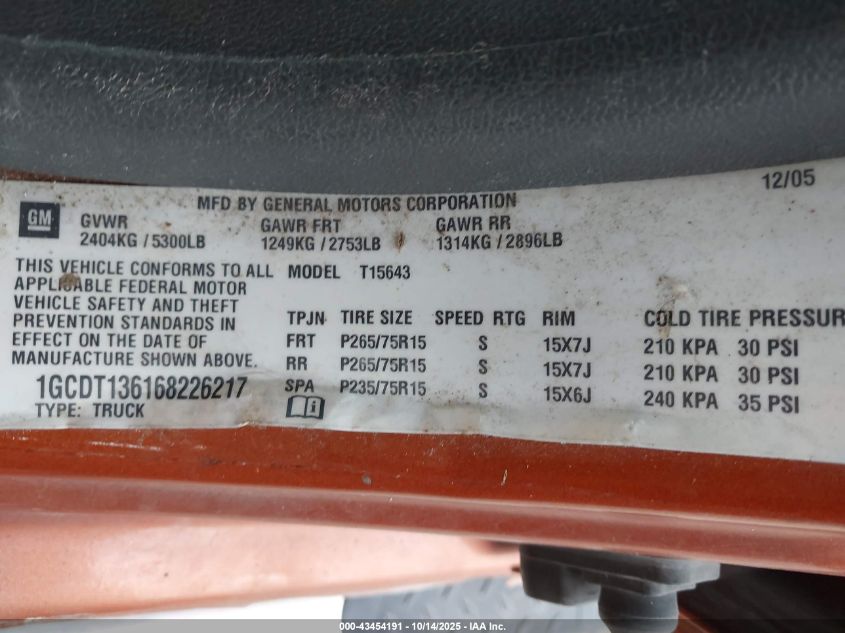 12/05
MFD BY GENERAL MOTORS CORPORATION
GM
GVWR GAWR FRT GAWR RR
2404KG / 5300LB 1249KG / 2753LB 1314KG / 2896LB
THIS VEHICLE CONFORMS TO ALL
APPLICABLE FEDERAL MOTOR
VEHICLE SAFETY AND THEFT
PREVENTION STANDARDS IN
EFFECT ON THE DATE OF
MANUFACTURE SHOWN ABOVE.
1GCDT136168226217
TYPE: TRUCK
MODEL T15643
TPJN TIRE SIZE SPEED RTG RIM COLD TIRE PRESSUR
FRT P265/75R15 S 15X7J 210 KPA 30 PSI
RR P265/75R15 S 15X7J 210 KPA 30 PSI
SPA P235/75R15 S 15X6J 240 KPA 35 PSI
000-43454191 - 10/14/2025 - IAA Inc.